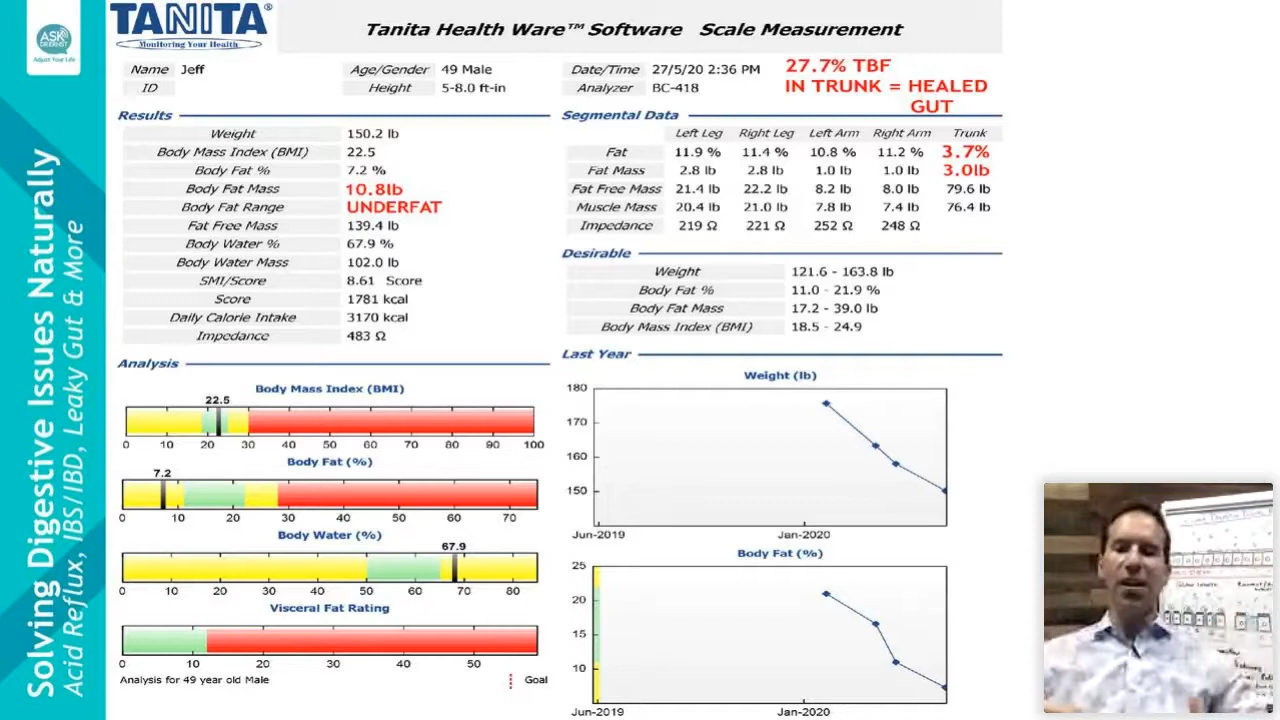 ASK
DR.ERNST
Adjust Your Life
Solving Digestive Issues Naturally
Acid Reflux, IBS/IBD, Leaky Gut & More
TANITA®
Monitoring Your Health
Tanita Health Ware™ Software Scale Measurement
Name Jeff Age/Gender 49 Male Date/Time 27/5/20 2:36 PM
ID Height 5-8.0 ft-in Analyzer BC-418
27.7% TBF
IN TRUNK = HEALED
GUT
Results
Weight 150.2 lb
Body Mass Index (BMI) 22.5
Body Fat % 7.2 %
Body Fat Mass 10.8lb
Body Fat Range UNDERFAT
Fat Free Mass 139.4 lb
Body Water % 67.9 %
Body Water Mass 102.0 lb
SMI/Score 8.61 Score
Score 1781 kcal
Daily Calorie Intake 3170 kcal
Impedance 483 Ω
Segmental Data
Left Leg Right Leg Left Arm Right Arm Trunk
Fat 11.9 % 11.4 % 10.8 % 11.2 % 3.7%
Fat Mass 2.8 lb 2.8 lb 1.0 lb 1.0 lb 3.0lb
Fat Free Mass 21.4 lb 22.2 lb 8.2 lb 8.0 lb 79.6 lb
Muscle Mass 20.4 lb 21.0 lb 7.8 lb 7.4 lb 76.4 lb
Impedance 219 Ω 221 Ω 252 Ω 248 Ω
Desirable
Weight 121.6 - 163.8 lb
Body Fat % 11.0 - 21.9 %
Body Fat Mass 17.2 - 39.0 lb
Body Mass Index (BMI) 18.5 - 24.9
Analysis
Body Mass Index (BMI)
22.5
0 10 20 30 40 50 60 70 80 90 100
Body Fat (%)
7.2
0 10 20 30 40 50 60 70
Body Water (%)
67.9
0 10 20 30 40 50 60 70 80
Visceral Fat Rating
0 10 20 30 40 50
Analysis for 49 year old Male Goal
Last Year
Weight (lb)
180
170
160
150
Jun-2019 Jan-2020
Body Fat (%)
25
20
15
10
Jun-2019 Jan-2020